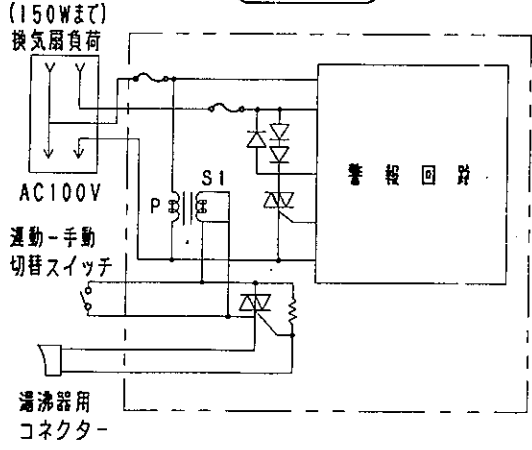 (150Wまで)
換気扇負荷
AC100V
P
S1
警報回路
連動-手動
切替スイッチ
湯沸器用
コネクター